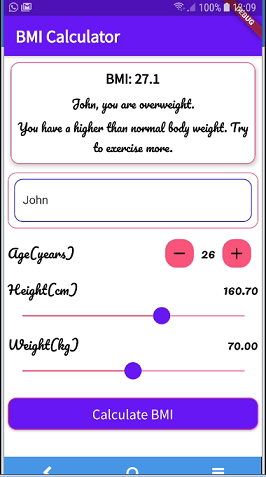 100% 13:09
DEBUG
BMI Calculator
BMI: 27.1
John, you are overweight.
You have a higher than normal body weight. Try
to exercise more.
John
Age(years) 26
Height(cm) 160.70
Weight(kg) 70.00
Calculate BMI